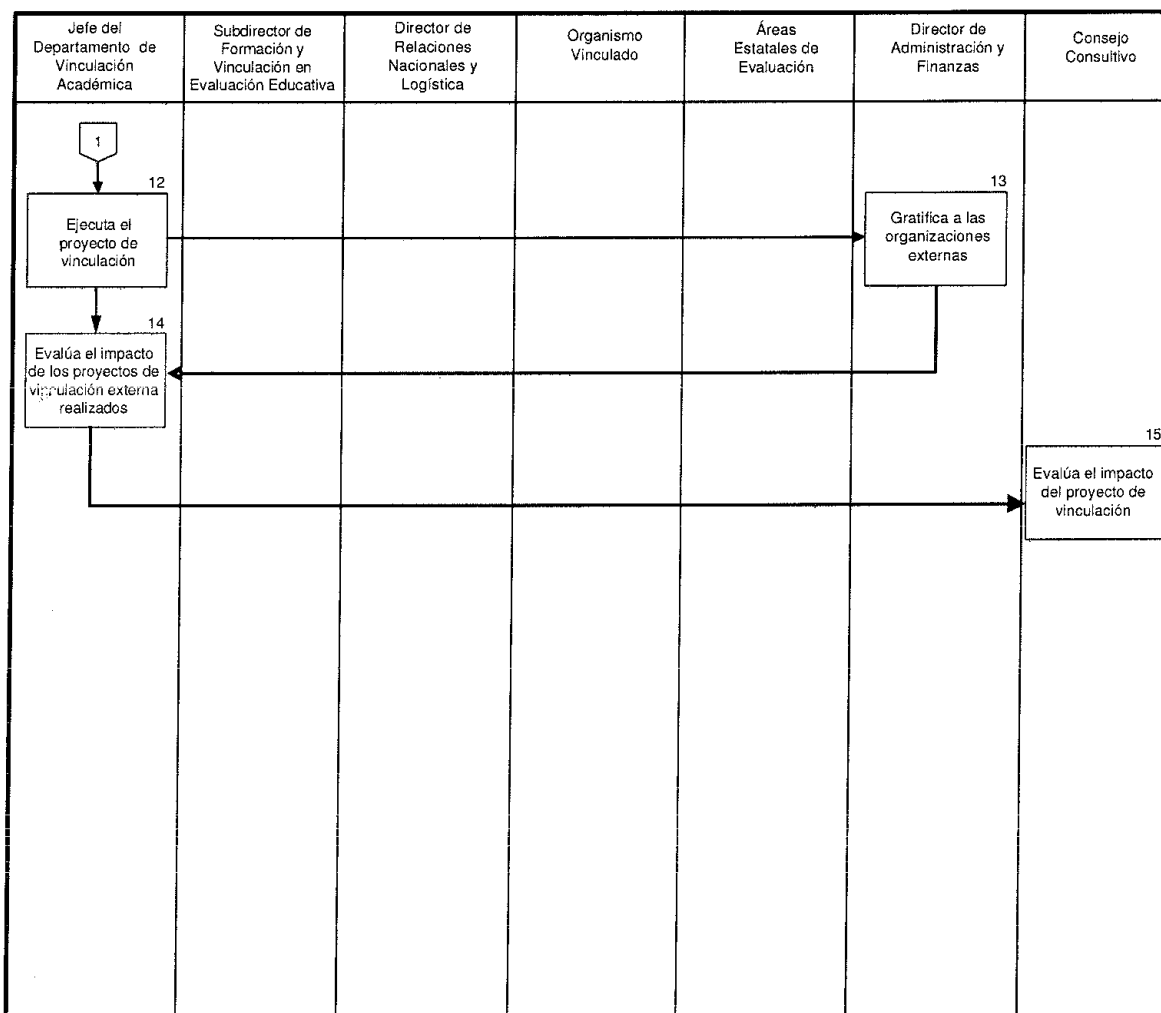 Jefe del
Departamento de
Vinculación
Académica
Subdirector de
Formación y
Vinculación en
Evaluación Educativa
Director de
Relaciones
Nacionales y
Logística
Organismo
Vinculado
Áreas
Estatales de
Evaluación
Director de
Administración y
Finanzas
Consejo
Consultivo
1
12
Ejecuta el
proyecto de
vinculación
13
Gratifica a las
organizaciones
externas
14
Evalúa el impacto
de los proyectos de
vinculación externa
realizados
15
Evalúa el impacto
del proyecto de
vinculación